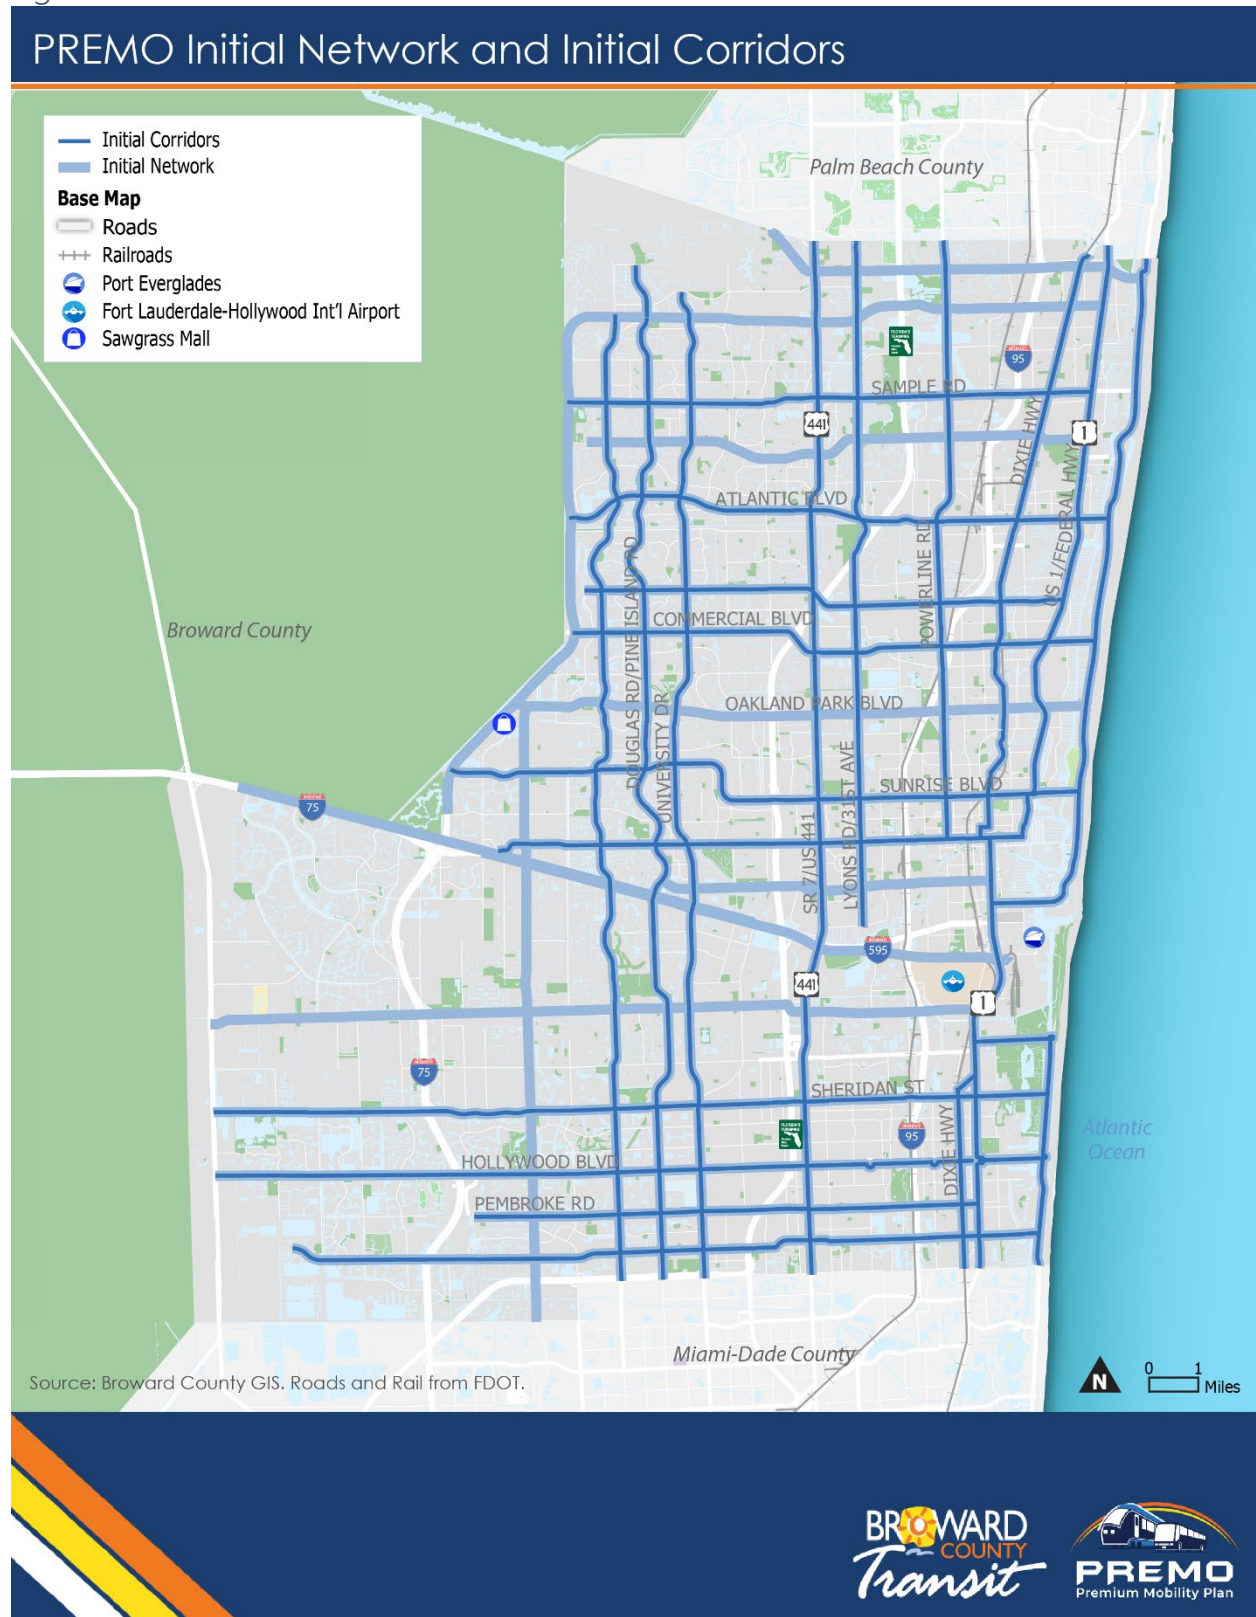 PREMO Initial Network and Initial Corridors
Initial Corridors
Initial Network
Base Map
Roads
Railroads
Port Everglades
Fort Lauderdale-Hollywood Int'l Airport
Sawgrass Mall
Palm Beach County
95
SAMPLE RD
441
1
DIXIE HWY
ATLANTIC BLVD
US 1/FEDERAL HWY
POWERLINE RD
DOUGLAS RD/PINE ISLAND RD
COMMERCIAL BLVD
Broward County
OAKLAND PARK BLVD
UNIVERSITY DR
SUNRISE BLVD
75
SR 7/US 441
LYONS RD/31ST AVE
595
441
1
75
SHERIDAN ST
95
DIXIE HWY
Atlantic
Ocean
HOLLYWOOD BLVD
PEMBROKE RD
Miami-Dade County
Source: Broward County GIS. Roads and Rail from FDOT.
N
0 1
Miles
BROWARD
COUNTY
Transit
PREMO
Premium Mobility Plan